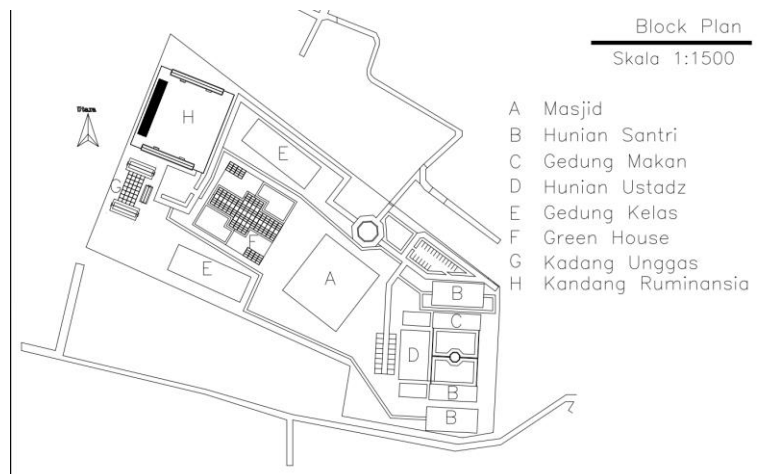 Block Plan
Skala 1:1500
Utara
A Masjid
B Hunian Santri
C Gedung Makan
D Hunian Ustadz
E Gedung Kelas
F Green House
G Kadang Unggas
H Kandang Ruminansia
H
E
G
F
E
A
B
C
D
B
B